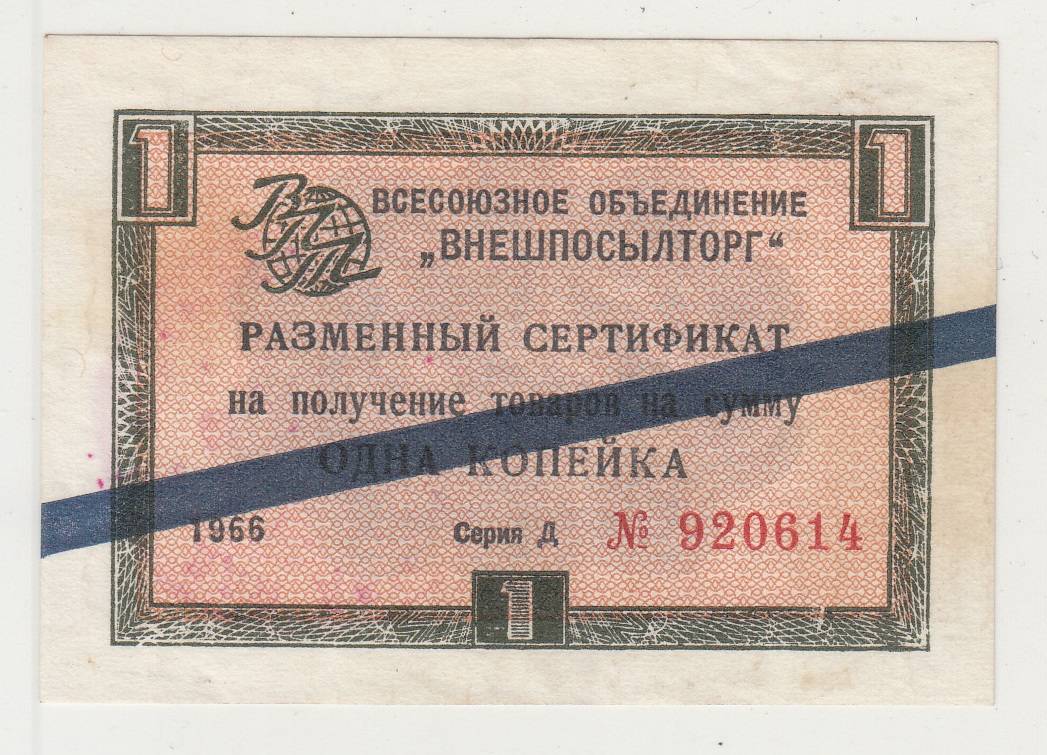 1 1
ВПТ
ВСЕСОЮЗНОЕ ОБЪЕДИНЕНИЕ
„ВНЕШПОСЫЛТОРГ“
РАЗМЕННЫЙ СЕРТИФИКАТ
на получение товаров на сумму
ОДНА КОПЕЙКА
1966 Серия Д № 920614
1